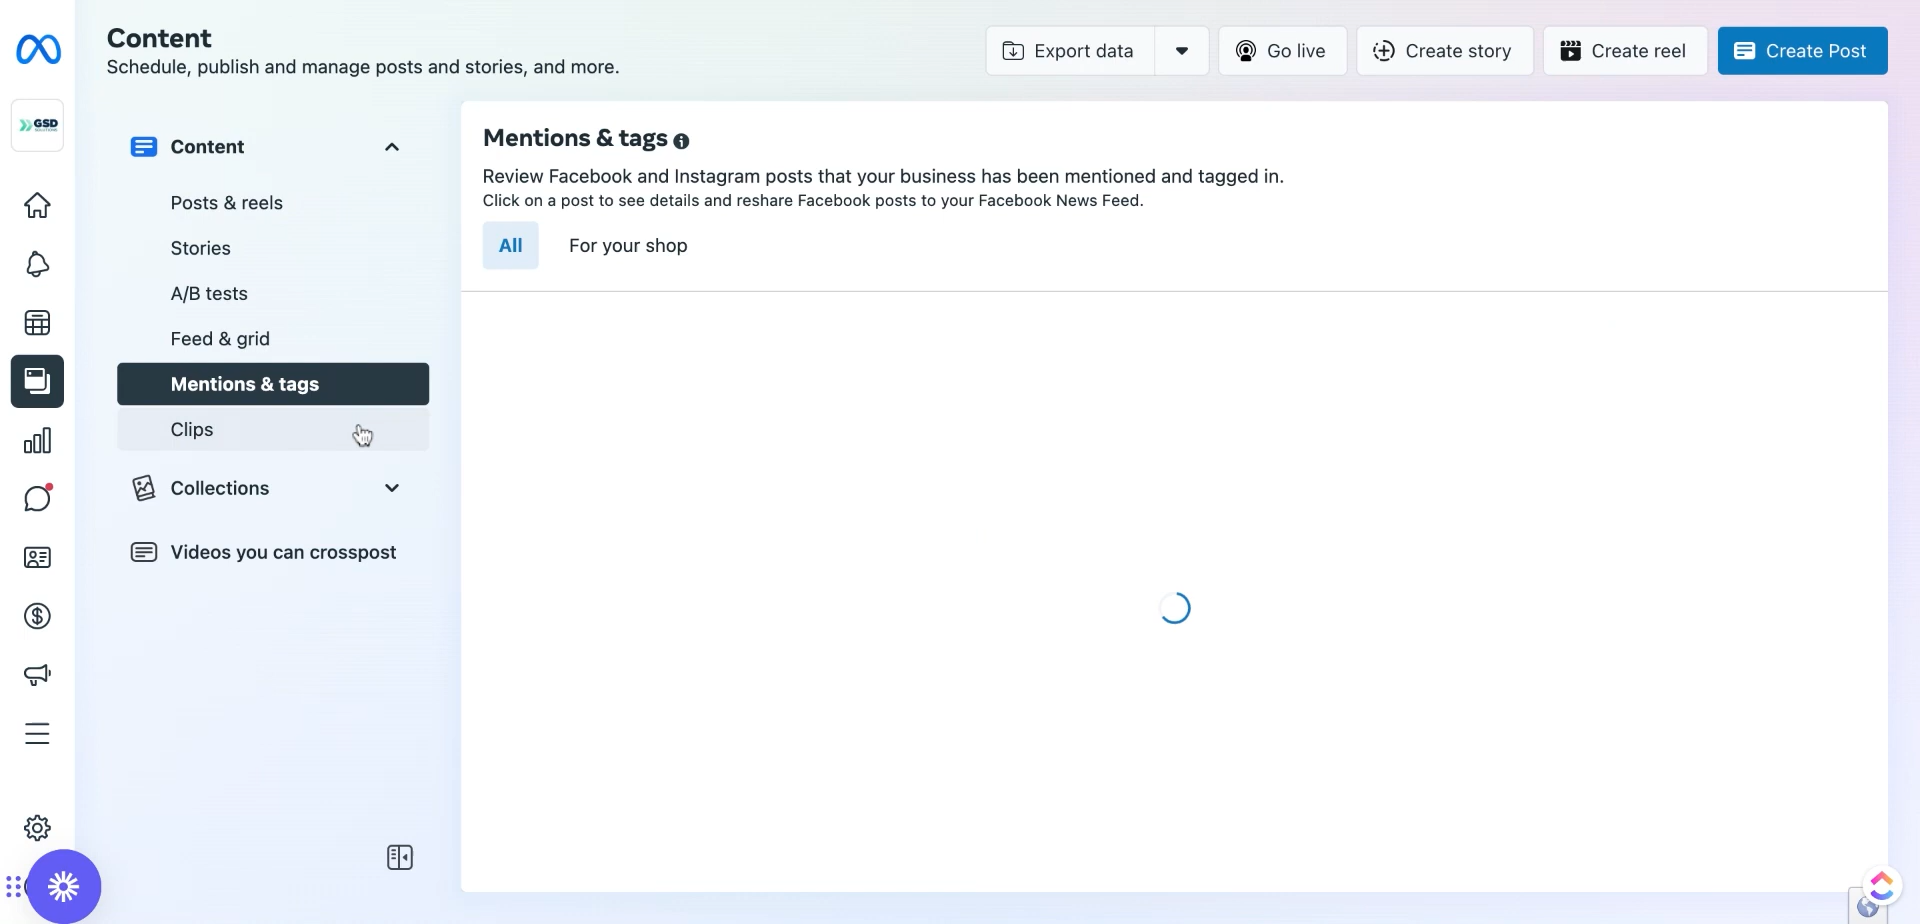 Content
Schedule, publish and manage posts and stories, and more.
Export data
Go live
Create story
Create reel
Create Post
GSD
Content
Posts & reels
Stories
A/B tests
Feed & grid
Mentions & tags
Clips
Collections
Videos you can crosspost
Mentions & tags
Review Facebook and Instagram posts that your business has been mentioned and tagged in.
Click on a post to see details and reshare Facebook posts to your Facebook News Feed.
All
For your shop